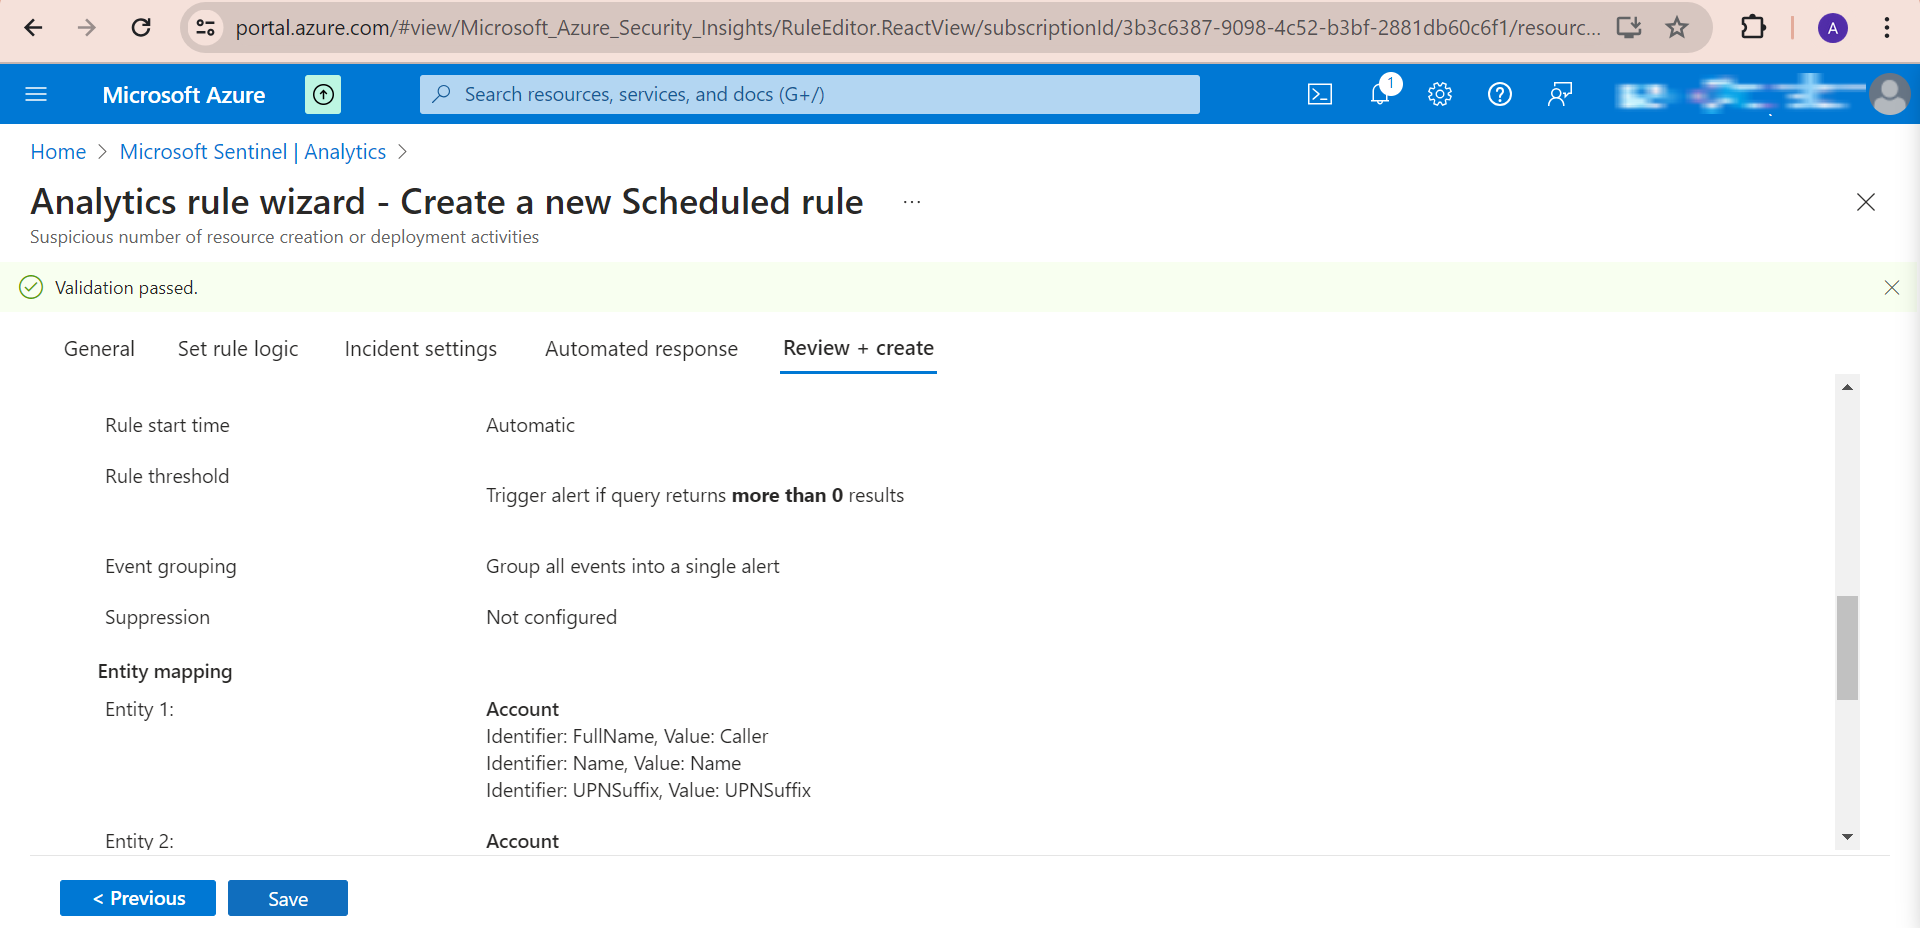 portal.azure.com/#view/Microsoft_Azure_Security_Insights/RuleEditor.ReactView/subscriptionId/3b3c6387-9098-4c52-b3bf-2881db60c6f1/resourc...
A
Microsoft Azure
Search resources, services, and docs (G+/)
1
Home > Microsoft Sentinel | Analytics >
Analytics rule wizard - Create a new Scheduled rule ...
Suspicious number of resource creation or deployment activities
Validation passed.
General Set rule logic Incident settings Automated response Review + create
Rule start time Automatic
Rule threshold
Trigger alert if query returns more than 0 results
Event grouping Group all events into a single alert
Suppression Not configured
Entity mapping
Entity 1: Account
Identifier: FullName, Value: Caller
Identifier: Name, Value: Name
Identifier: UPNSuffix, Value: UPNSuffix
Entity 2: Account
< Previous Save